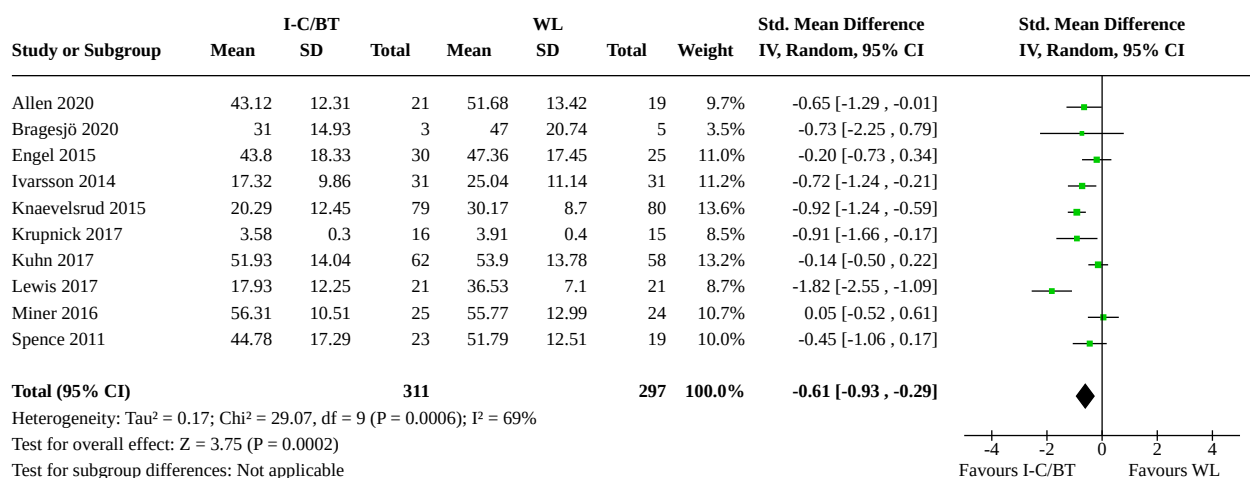 I-C/BT WL Std. Mean Difference Std. Mean Difference
Study or Subgroup Mean SD Total Mean SD Total Weight IV, Random, 95% CI IV, Random, 95% CI
Allen 2020 43.12 12.31 21 51.68 13.42 19 9.7% -0.65 [-1.29 , -0.01]
Bragesjö 2020 31 14.93 3 47 20.74 5 3.5% -0.73 [-2.25 , 0.79]
Engel 2015 43.8 18.33 30 47.36 17.45 25 11.0% -0.20 [-0.73 , 0.34]
Ivarsson 2014 17.32 9.86 31 25.04 11.14 31 11.2% -0.72 [-1.24 , -0.21]
Knaevelsrud 2015 20.29 12.45 79 30.17 8.7 80 13.6% -0.92 [-1.24 , -0.59]
Krupnick 2017 3.58 0.3 16 3.91 0.4 15 8.5% -0.91 [-1.66 , -0.17]
Kuhn 2017 51.93 14.04 62 53.9 13.78 58 13.2% -0.14 [-0.50 , 0.22]
Lewis 2017 17.93 12.25 21 36.53 7.1 21 8.7% -1.82 [-2.55 , -1.09]
Miner 2016 56.31 10.51 25 55.77 12.99 24 10.7% 0.05 [-0.52 , 0.61]
Spence 2011 44.78 17.29 23 51.79 12.51 19 10.0% -0.45 [-1.06 , 0.17]
Total (95% CI) 311 297 100.0% -0.61 [-0.93 , -0.29]
Heterogeneity: Tau² = 0.17; Chi² = 29.07, df = 9 (P = 0.0006); I² = 69%
Test for overall effect: Z = 3.75 (P = 0.0002)
-4 -2 0 2 4
Test for subgroup differences: Not applicable Favours I-C/BT Favours WL